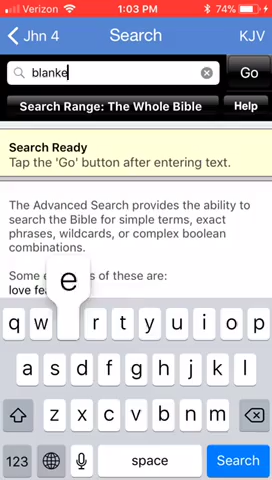 Verizon 1:03 PM 74%
Jhn 4 Search KJV
blanke Go
Search Range: The Whole Bible Help
Search Ready
Tap the 'Go' button after entering text.
The Advanced Search provides the ability to
search the Bible for simple terms, exact
phrases, wildcards, or complex boolean
combinations.
Some e s of these are:
love fe
e
q w r t y u i o p
a s d f g h j k l
z x c v b n m
123 space Search